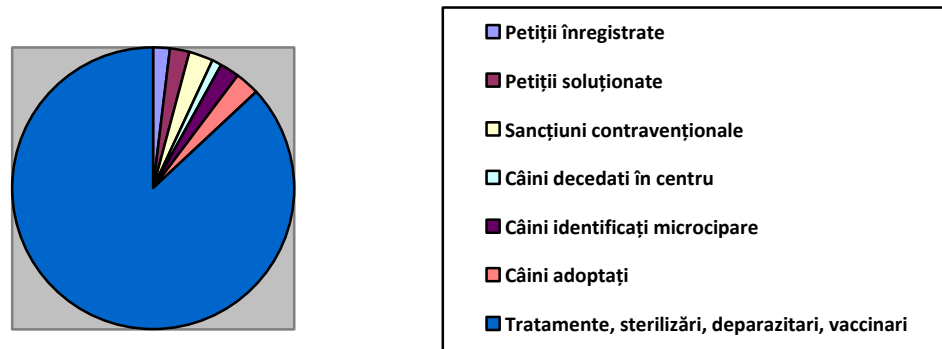 Petiții înregistrate
Petiții soluționate
Sancțiuni contravenționale
Câini decedati în centru
Câini identificați microcipare
Câini adoptați
Tratamente, sterilizări, deparazitari, vaccinari